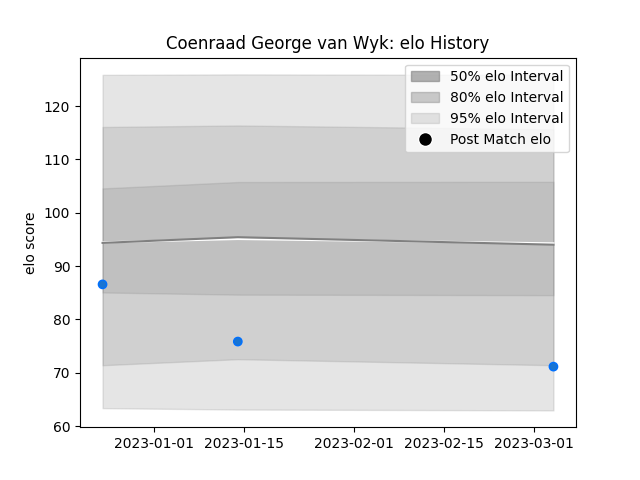 Coenraad George van Wyk: elo History
50% elo Interval
80% elo Interval
95% elo Interval
Post Match elo
elo score
120
110
100
90
80
70
60
2023-01-01
2023-01-15
2023-02-01
2023-02-15
2023-03-01